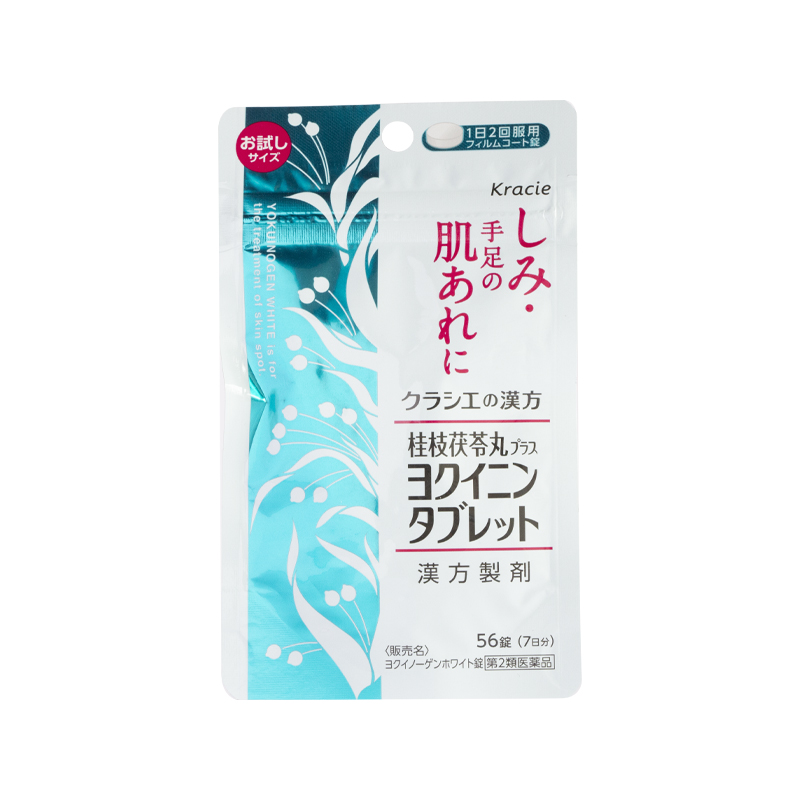 お試し
サイズ
1日2回服用
フィルムコート錠
Kracie
しみ・
手足の
肌あれに
YOKUINOGEN WHITE is for
the treatment of skin spot
クラシエの漢方
桂枝茯苓丸プラス
ヨクイニン
タブレット
漢方製剤
56錠(7日分)
〈販売名〉
ヨクイノーゲンホワイト錠 第2類医薬品